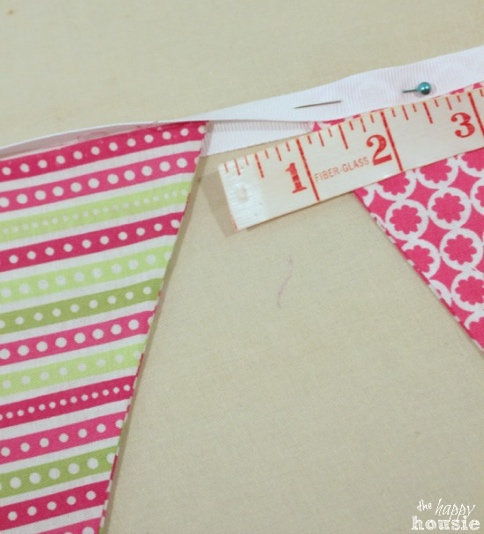 1 FIBER-GLASS 2 3
the happy
housie